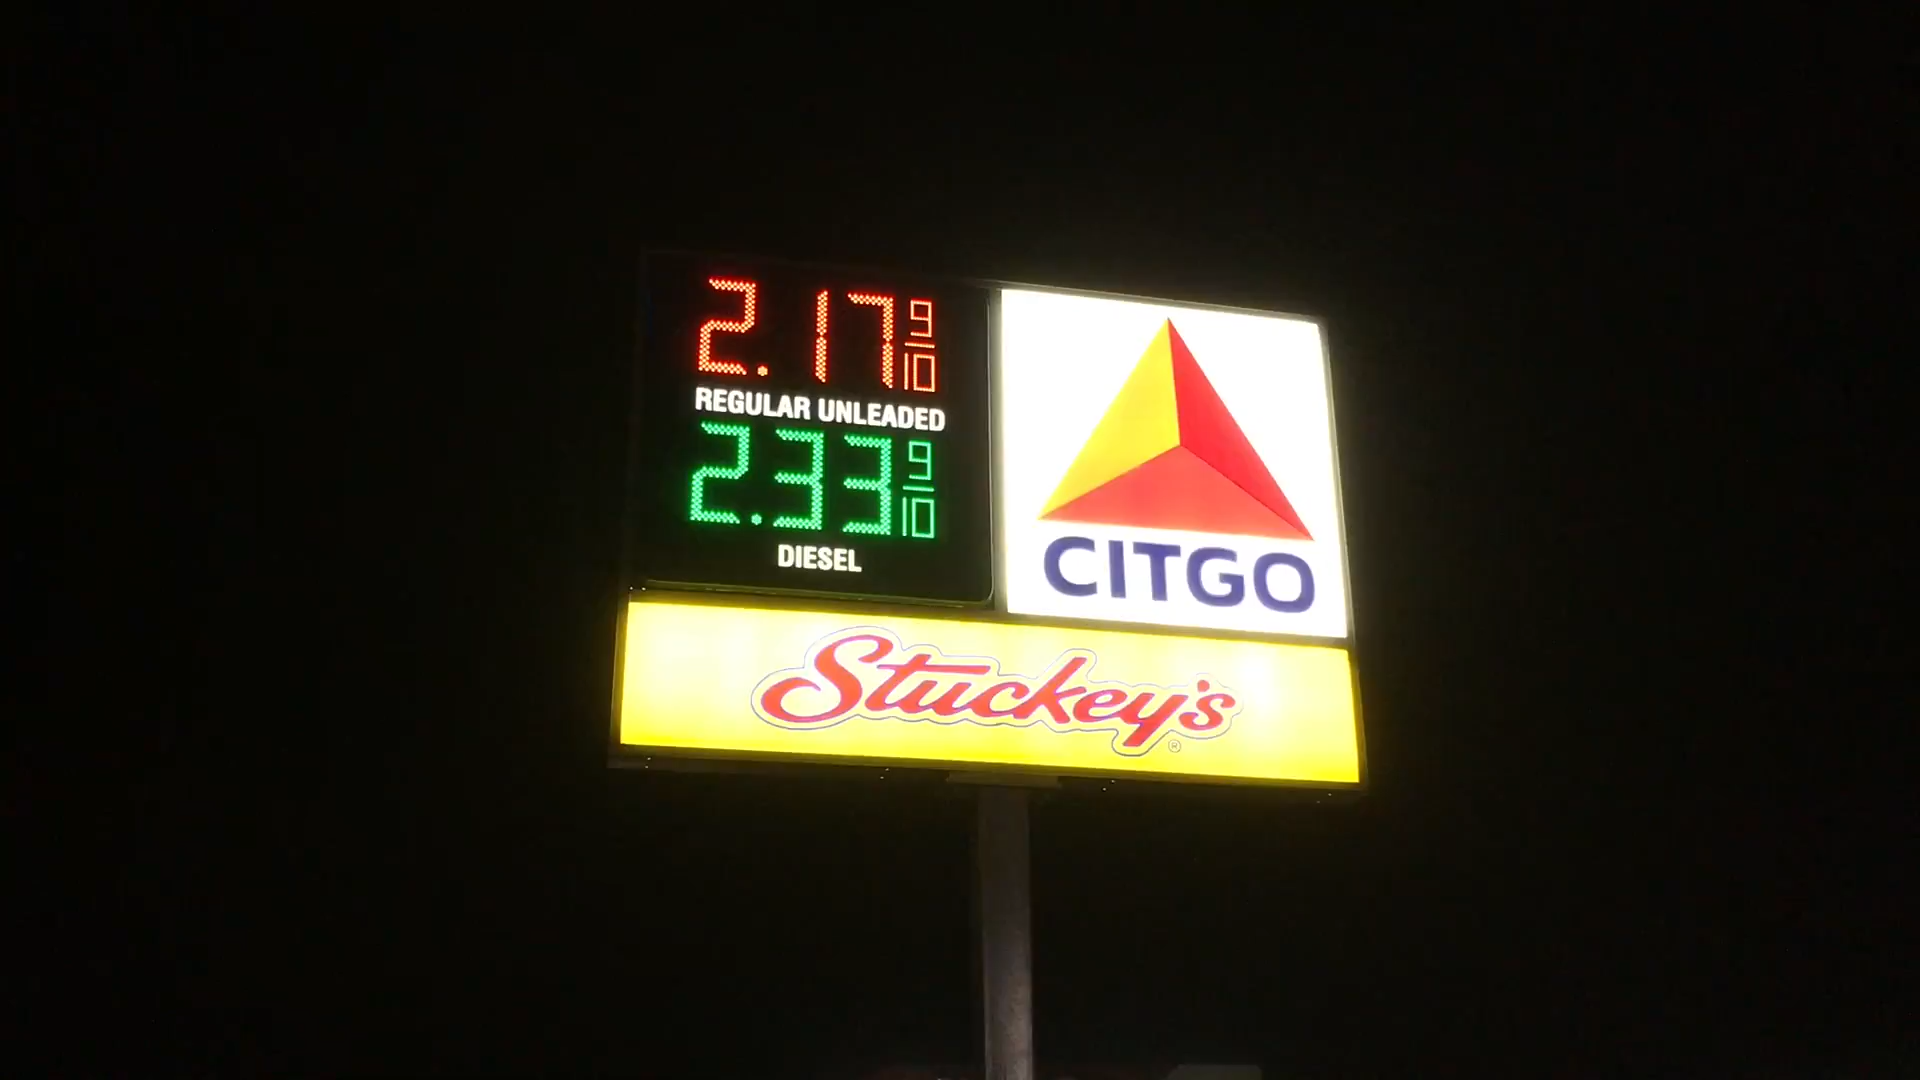 2.17 9/10
REGULAR UNLEADED
2.33 9/10
DIESEL
CITGO
Stuckey's®